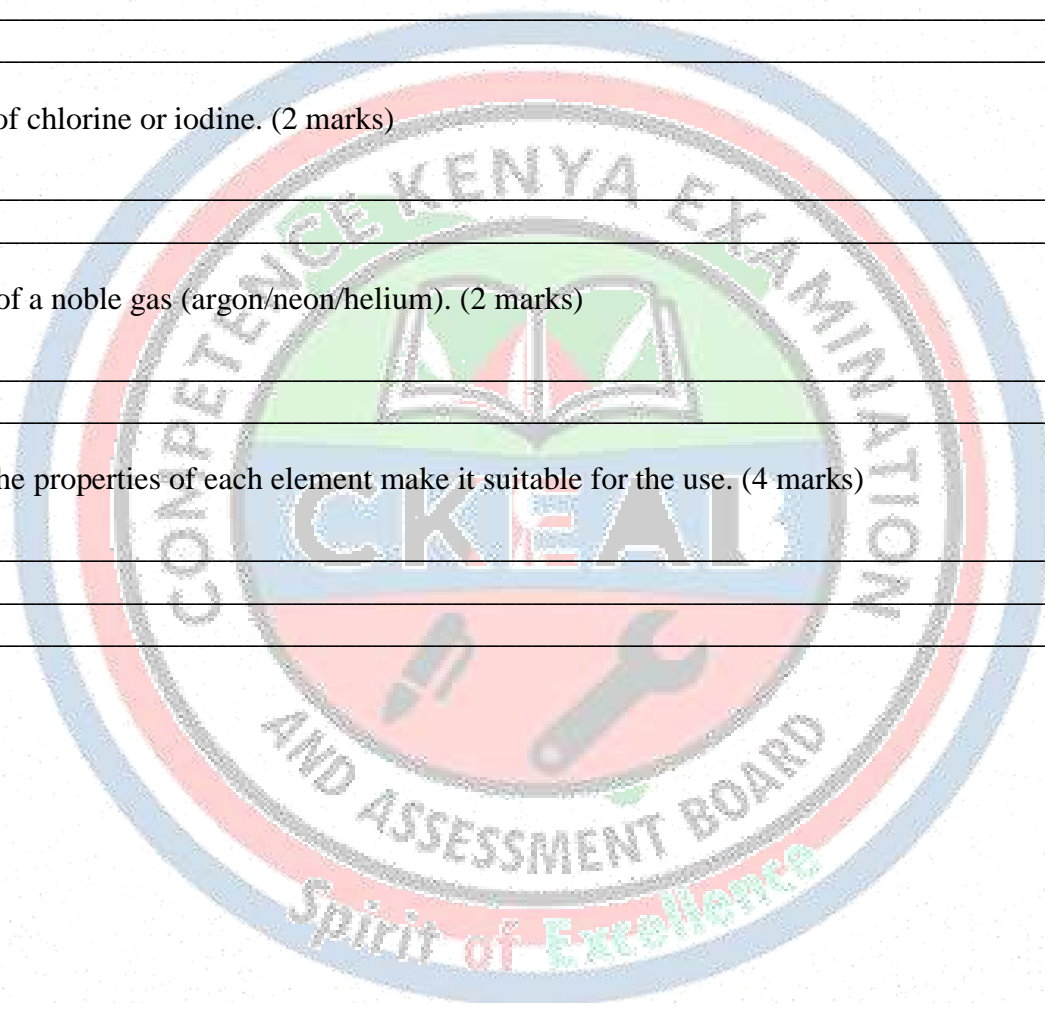 of chlorine or iodine. (2 marks)
of a noble gas (argon/neon/helium). (2 marks)
he properties of each element make it suitable for the use. (4 marks)
COMPETENCE KENYA EXAMINATION
CKEAB
AND ASSESSMENT BOARD
Spirit of Excellence